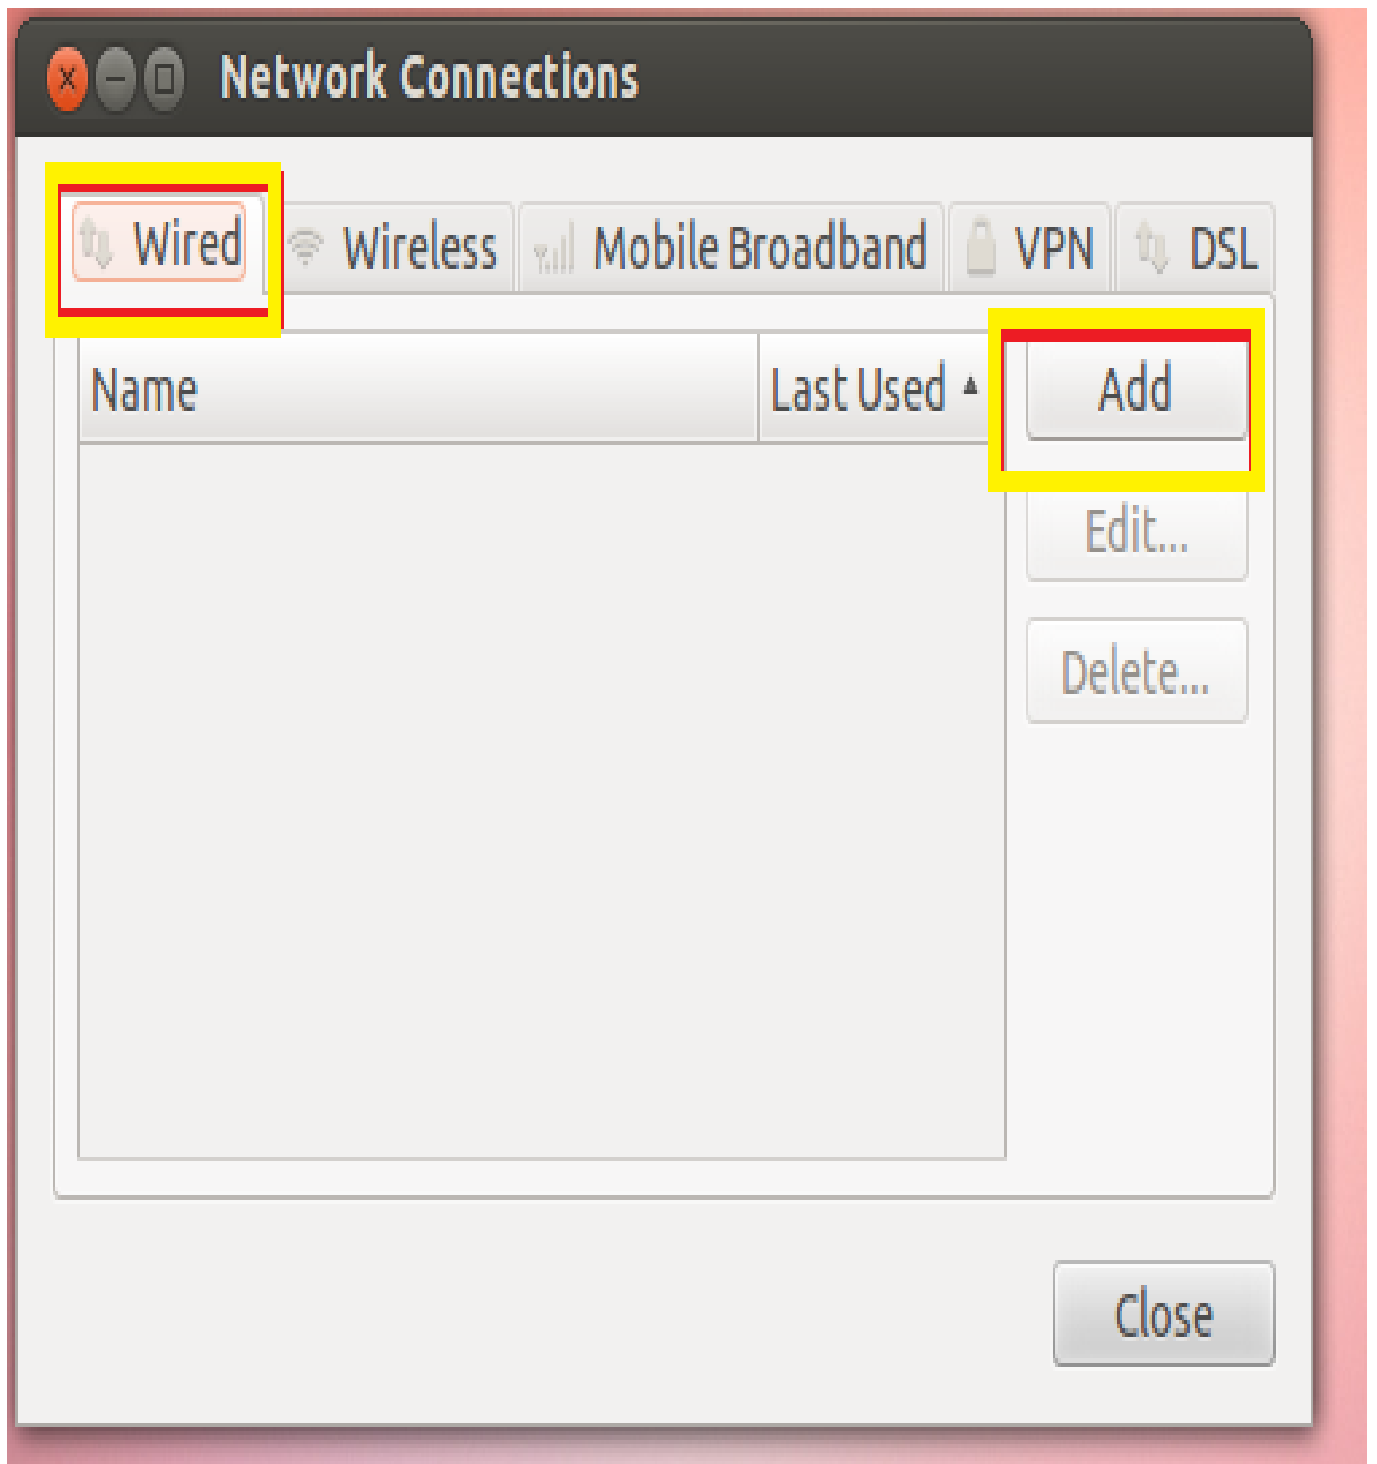 Network Connections
Wired Wireless Mobile Broadband VPN DSL
Name Last Used Add
Edit...
Delete...
Close